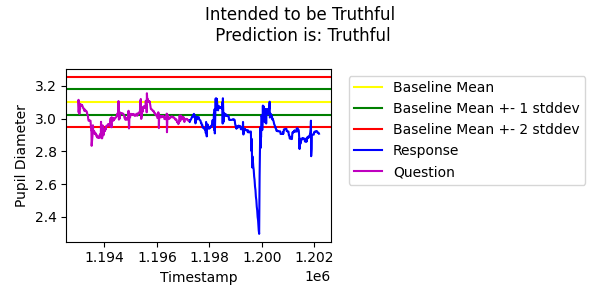 Intended to be Truthful
Prediction is: Truthful
Pupil Diameter
3.2
3.0
2.8
2.6
2.4
1.194
1.196
1.198
1.200
1.202
1e6
Timestamp
Baseline Mean
Baseline Mean +- 1 stddev
Baseline Mean +- 2 stddev
Response
Question